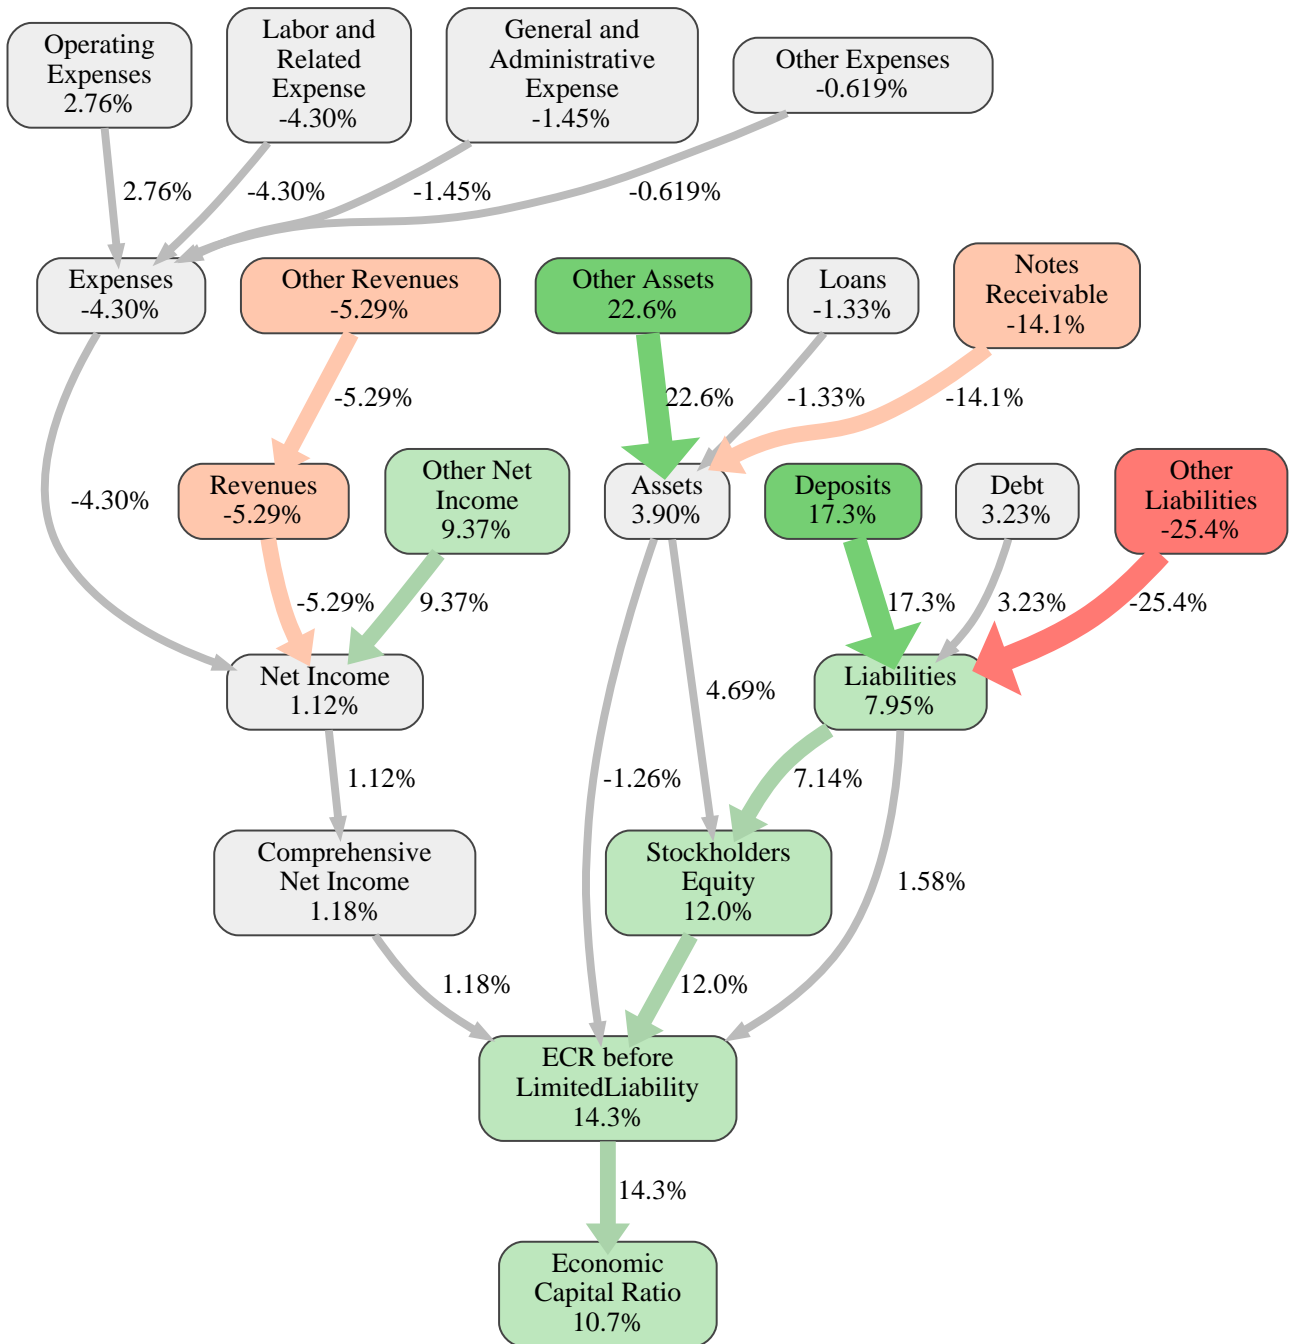 Operating
Expenses
2.76%
Labor and
Related
Expense
-4.30%
General and
Administrative
Expense
-1.45%
Other Expenses
-0.619%
2.76%
-4.30%
-1.45%
-0.619%
Expenses
-4.30%
Other Revenues
-5.29%
Other Assets
22.6%
Loans
-1.33%
Notes
Receivable
-14.1%
-5.29%
22.6%
-1.33%
-14.1%
-4.30%
Revenues
-5.29%
Other Net
Income
9.37%
Assets
3.90%
Deposits
17.3%
Debt
3.23%
Other
Liabilities
-25.4%
-5.29%
9.37%
17.3%
3.23%
-25.4%
Net Income
1.12%
4.69%
Liabilities
7.95%
1.12%
-1.26%
7.14%
Comprehensive
Net Income
1.18%
Stockholders
Equity
12.0%
1.58%
1.18%
12.0%
ECR before
LimitedLiability
14.3%
14.3%
Economic
Capital Ratio
10.7%